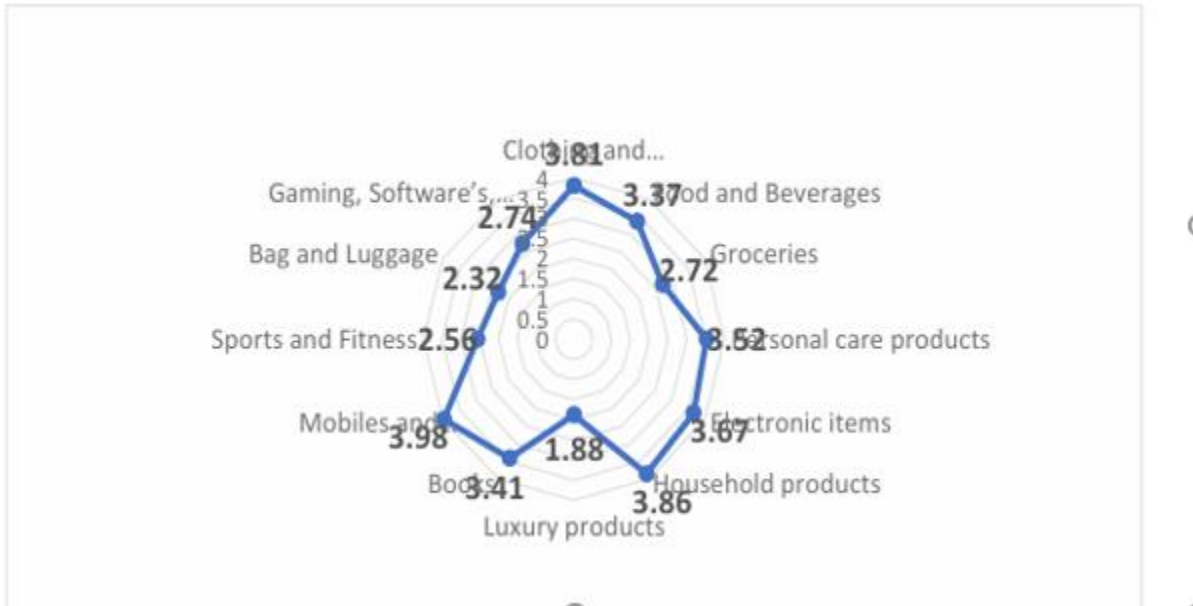 Clothing and...
3.81
Gaming, Software's,...
2.74
3.37
Food and Beverages
4
3.5
3
2.5
2
1.5
1
0.5
0
Bag and Luggage
2.32
2.72
Groceries
Sports and Fitness
2.56
3.52
Personal care products
Mobiles and
3.98
Electronic items
3.67
Books
3.41
1.88
Household products
3.86
Luxury products